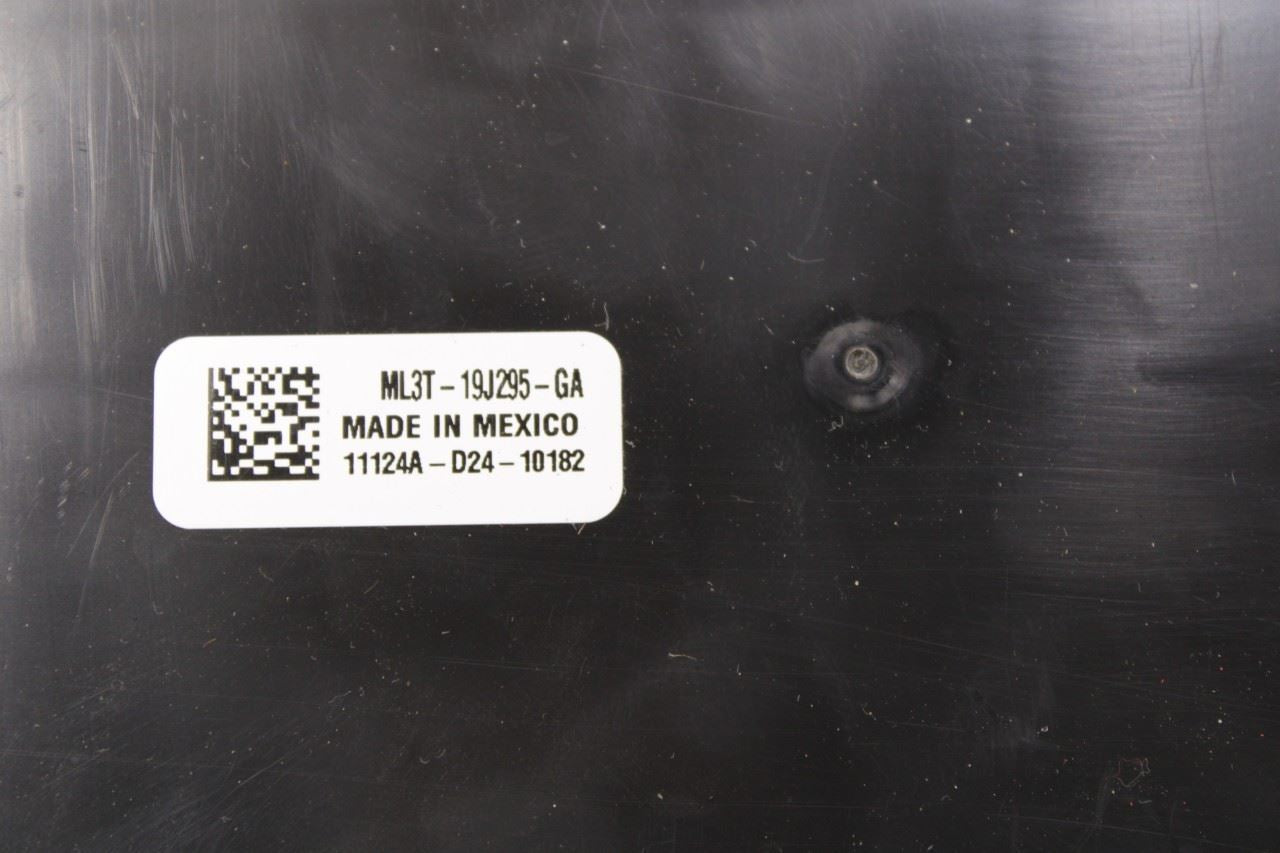 ML3T-19J295-GA
MADE IN MEXICO
11124A-D24-10182